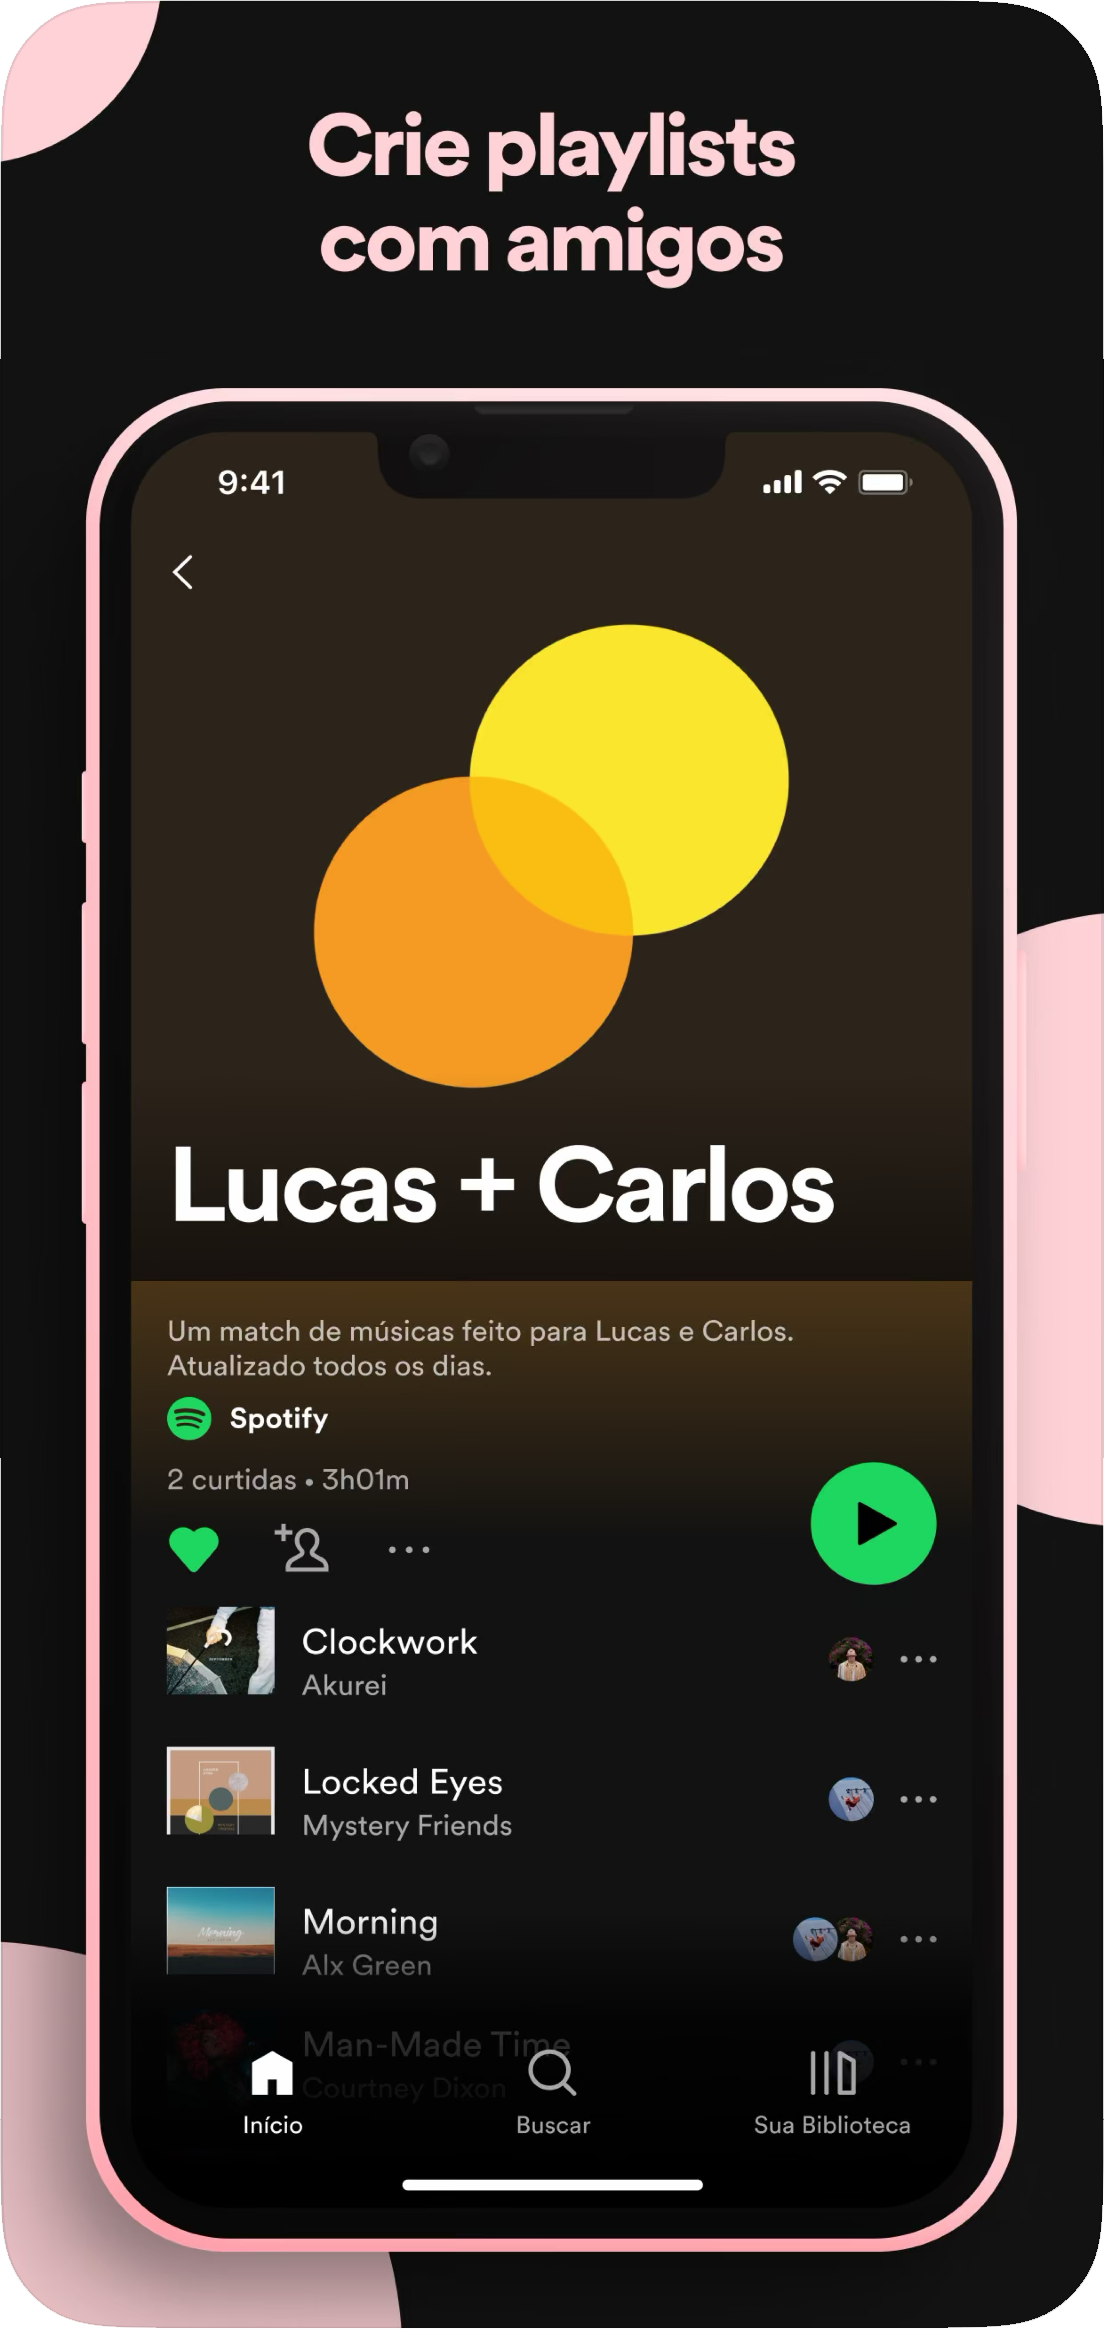 Crie playlists
com amigos
9:41
Lucas + Carlos
Um match de músicas feito para Lucas e Carlos.
Atualizado todos os dias.
Spotify
2 curtidas • 3h01m
Clockwork
Akurei
Locked Eyes
Mystery Friends
Morning
Morning
Alx Green
Man-Made Time
Courtney Dixon
Início
Buscar
Sua Biblioteca